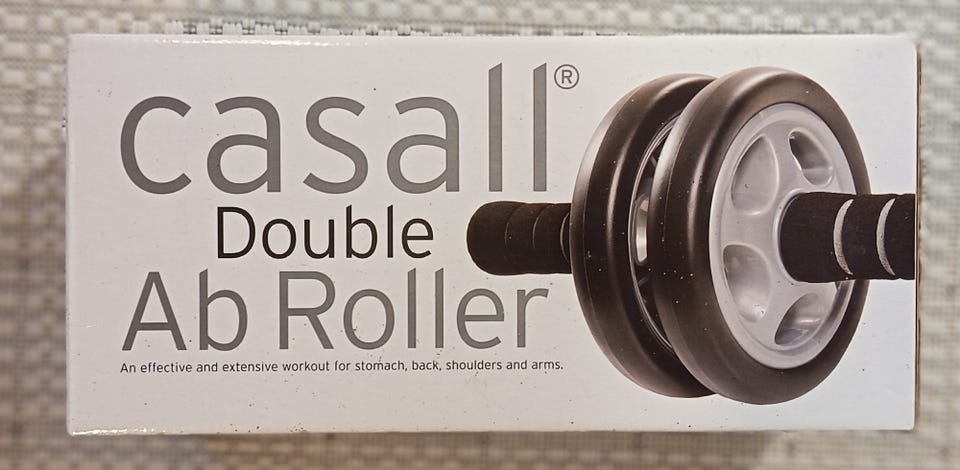 casall®
Double
Ab Roller
An effective and extensive workout for stomach, back, shoulders and arms.